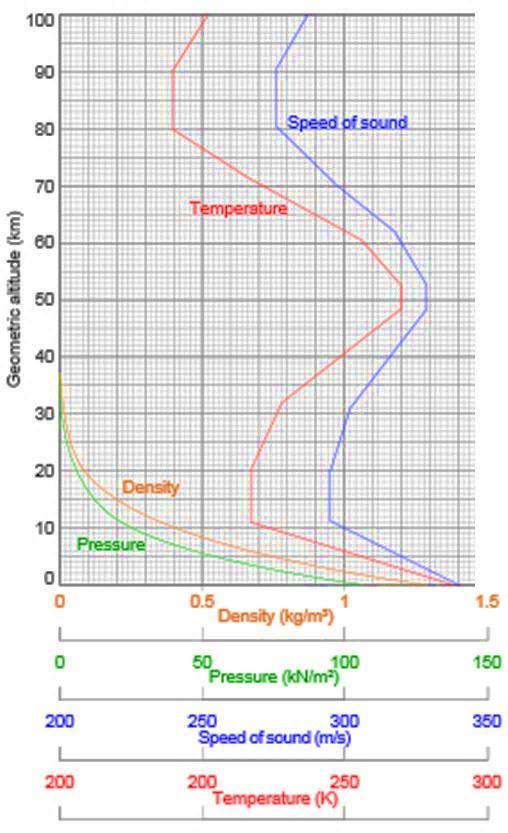 100
90
80
70
60
50
40
30
20
10
0
Geometric altitude (km)
Speed of sound
Temperature
Density
Pressure
0 0.5 1 1.5
Density (kg/m³)
0 50 100 150
Pressure (kN/m²)
200 250 300 350
Speed of sound (m/s)
200 200 250 300
Temperature (K)